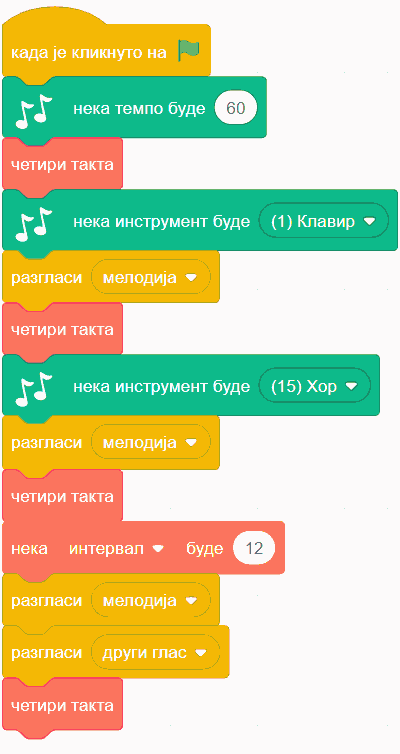 када је кликнуто на
нека темпо буде 60
четири такта
нека инструмент буде (1) Клавир
разгласи мелодија
четири такта
нека инструмент буде (15) Хор
разгласи мелодија
четири такта
нека интервал буде 12
разгласи мелодија
разгласи други глас
четири такта